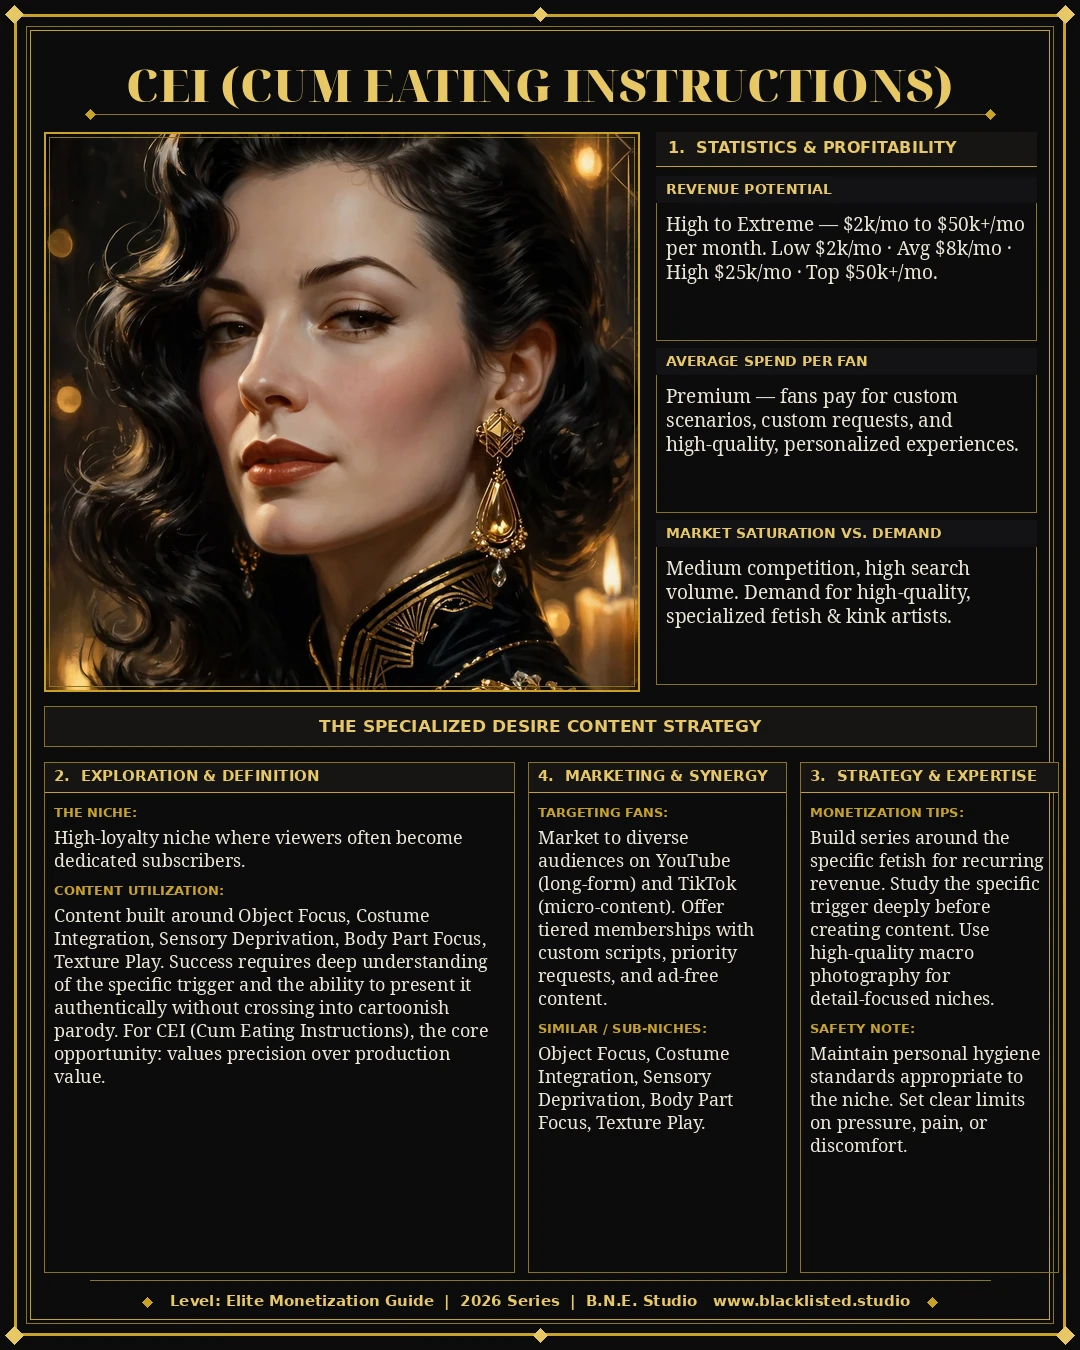 CEI (CUM EATING INSTRUCTIONS)
1. STATISTICS & PROFITABILITY
REVENUE POTENTIAL
High to Extreme — $2k/mo to $50k+/mo
per month. Low $2k/mo · Avg $8k/mo ·
High $25k/mo · Top $50k+/mo.
AVERAGE SPEND PER FAN
Premium — fans pay for custom
scenarios, custom requests, and
high-quality, personalized experiences.
MARKET SATURATION VS. DEMAND
Medium competition, high search
volume. Demand for high-quality,
specialized fetish & kink artists.
THE SPECIALIZED DESIRE CONTENT STRATEGY
2. EXPLORATION & DEFINITION
THE NICHE:
High-loyalty niche where viewers often become
dedicated subscribers.
CONTENT UTILIZATION:
Content built around Object Focus, Costume
Integration, Sensory Deprivation, Body Part Focus,
Texture Play. Success requires deep understanding
of the specific trigger and the ability to present it
authentically without crossing into cartoonish
parody. For CEI (Cum Eating Instructions), the core
opportunity: values precision over production
value.
4. MARKETING & SYNERGY
TARGETING FANS:
Market to diverse
audiences on YouTube
(long-form) and TikTok
(micro-content). Offer
tiered memberships with
custom scripts, priority
requests, and ad-free
content.
SIMILAR / SUB-NICHES:
Object Focus, Costume
Integration, Sensory
Deprivation, Body Part
Focus, Texture Play.
3. STRATEGY & EXPERTISE
MONETIZATION TIPS:
Build series around the
specific fetish for recurring
revenue. Study the specific
trigger deeply before
creating content. Use
high-quality macro
photography for
detail-focused niches.
SAFETY NOTE:
Maintain personal hygiene
standards appropriate to
the niche. Set clear limits
on pressure, pain, or
discomfort.
Level: Elite Monetization Guide | 2026 Series | B.N.E. Studio www.blacklisted.studio